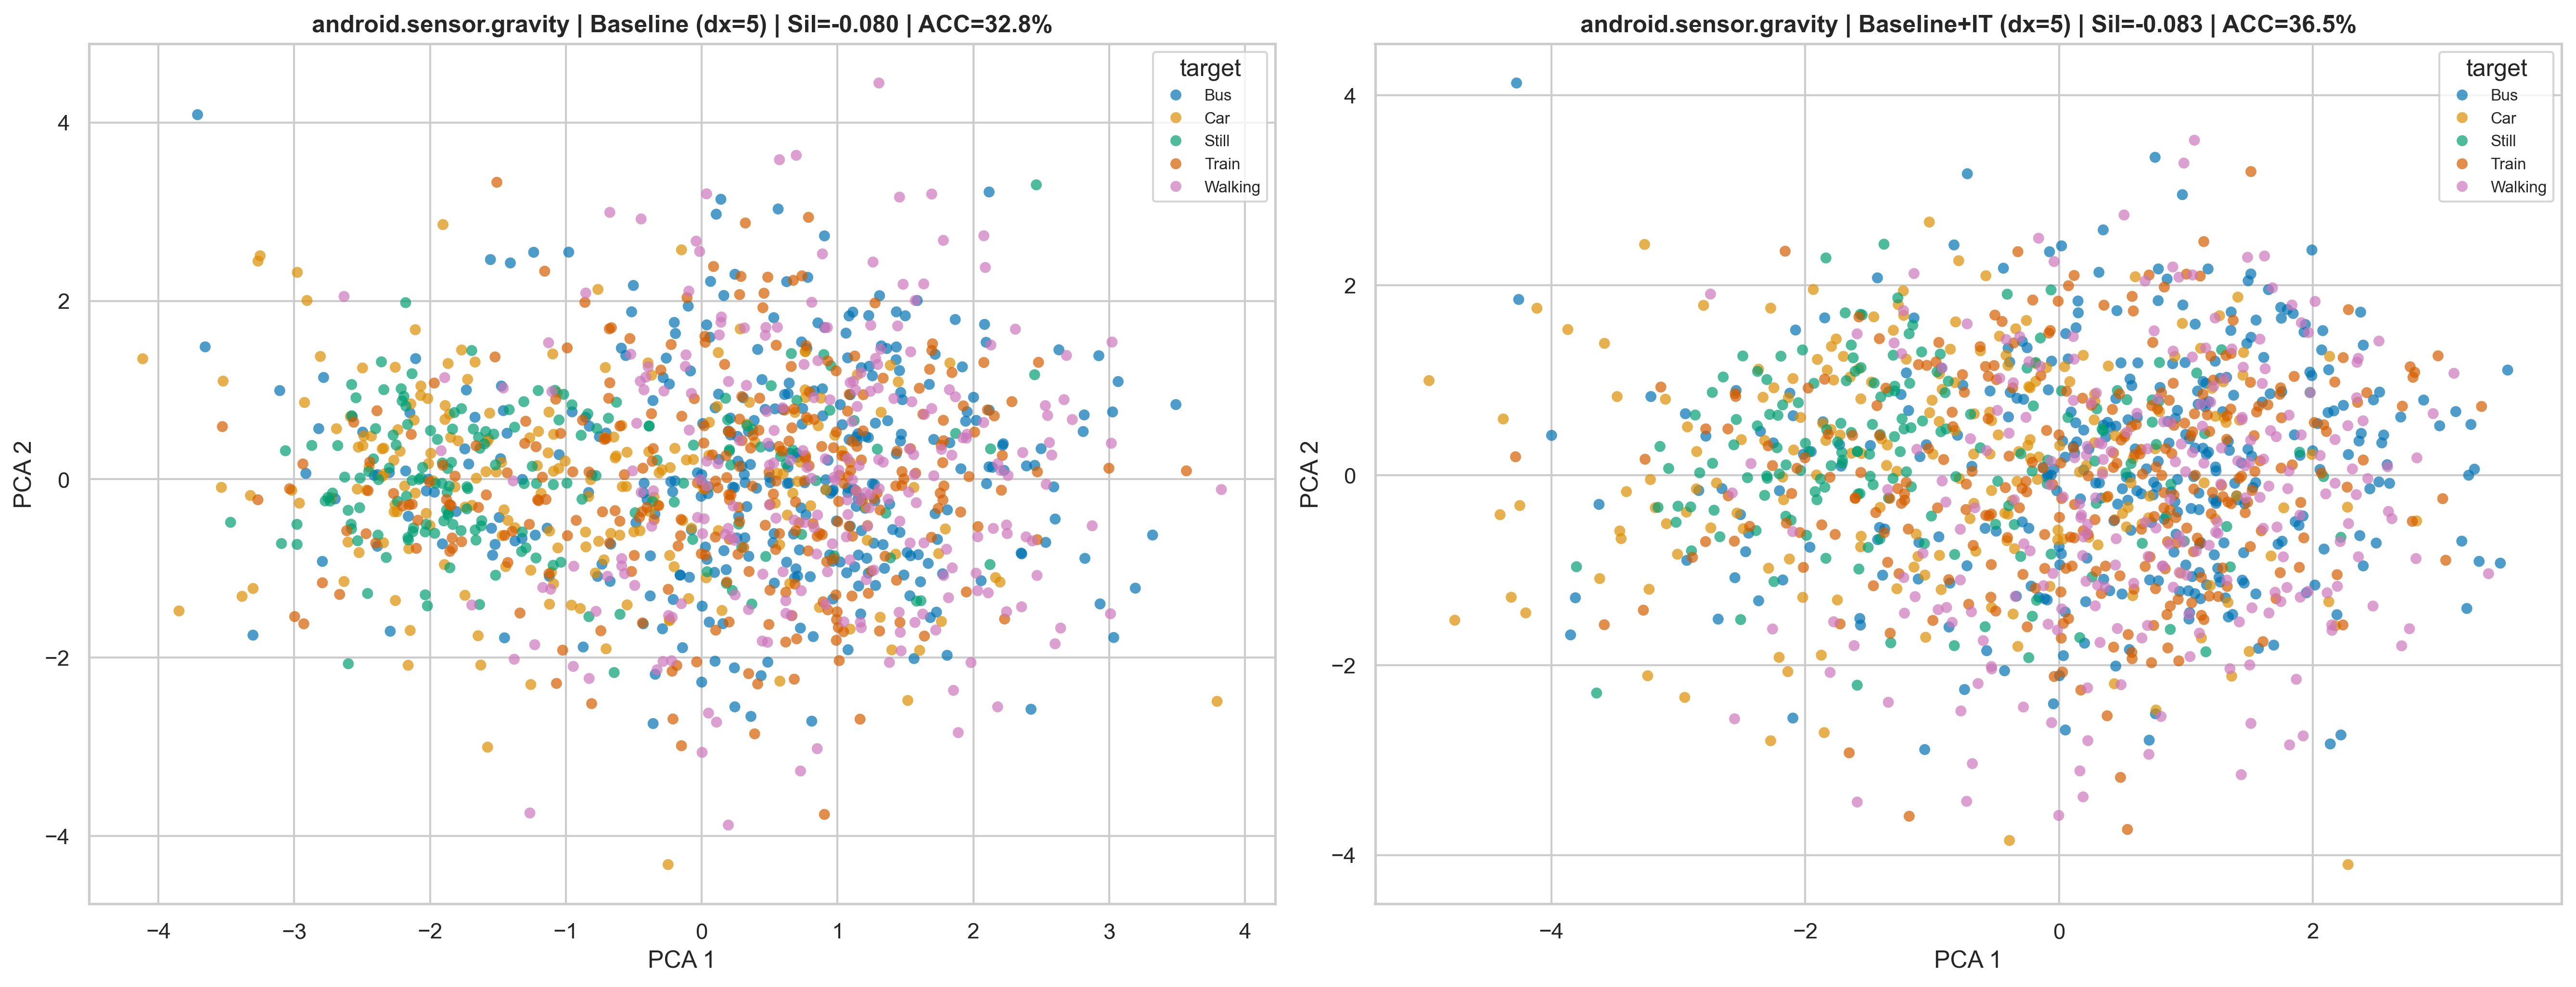 android.sensor.gravity | Baseline (dx=5) | Sil=-0.080 | ACC=32.8%
target
Bus
Car
Still
Train
Walking
4
2
0
−2
−4
PCA 2
−4
−3
−2
−1
0
1
2
3
4
PCA 1
android.sensor.gravity | Baseline+IT (dx=5) | Sil=-0.083 | ACC=36.5%
target
Bus
Car
Still
Train
Walking
4
2
0
−2
−4
PCA 2
−4
−2
0
2
PCA 1